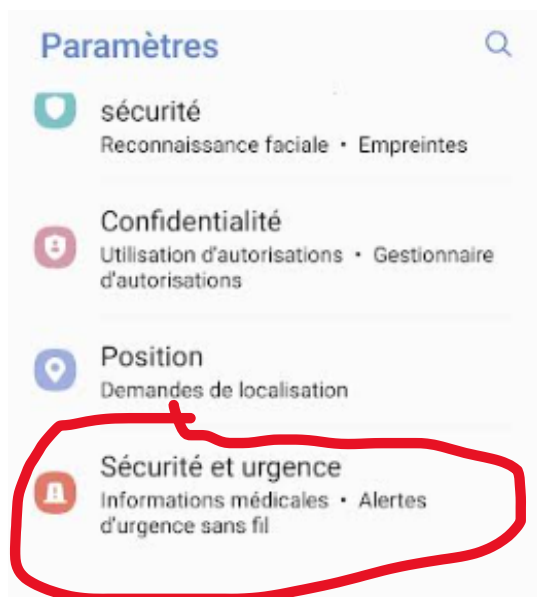 Paramètres
sécurité
Reconnaissance faciale • Empreintes
Confidentialité
Utilisation d'autorisations • Gestionnaire
d'autorisations
Position
Demandes de localisation
Sécurité et urgence
Informations médicales • Alertes
d'urgence sans fil